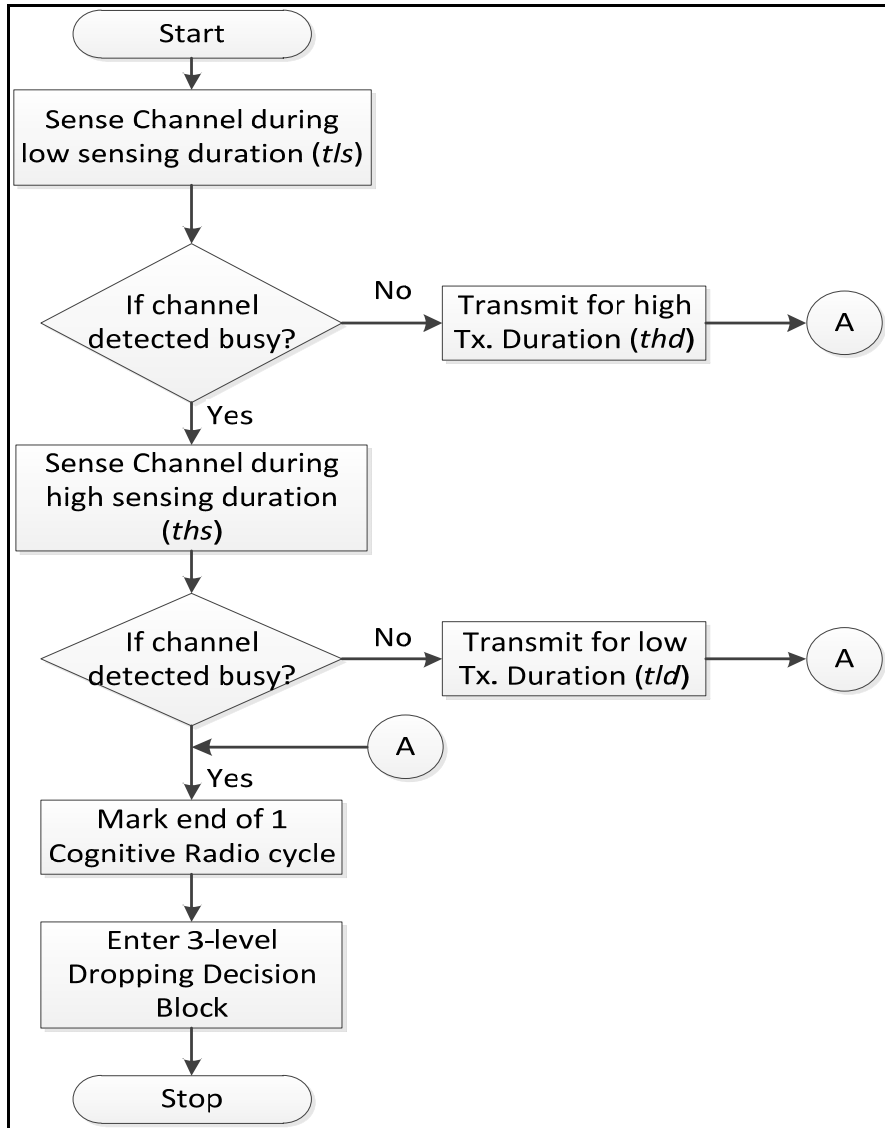 Start
Sense Channel during
low sensing duration (tls)
If channel
detected busy?
No
Transmit for high
Tx. Duration (thd)
A
Yes
Sense Channel during
high sensing duration
(ths)
If channel
detected busy?
No
Transmit for low
Tx. Duration (tld)
A
A
Yes
Mark end of 1
Cognitive Radio cycle
Enter 3-level
Dropping Decision
Block
Stop